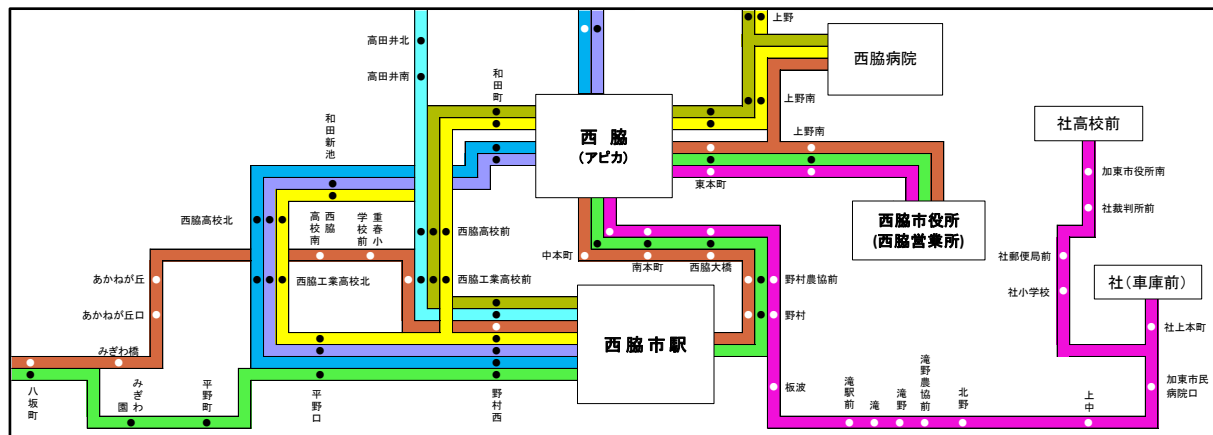 上野
高田井北
西脇病院
高田井南
和田町
上野南
社高校前
西 脇
(アピカ)
上野南
和田新池
加東市役所南
東本町
社裁判所前
西脇高校北
西脇
高校南
重春小
学校前
西脇高校前
西脇市役所
(西脇営業所)
中本町
南本町
西脇大橋
社郵便局前
あかねが丘
西脇工業高校北
西脇工業高校前
野村農協前
社小学校
社(車庫前)
あかねが丘口
野村
社上本町
西脇市駅
みぎわ橋
八坂町
みぎわ
園
平野町
平野口
野村西
板波
滝駅前
滝
滝野
滝野
農協前
北野
上中
加東市民
病院口